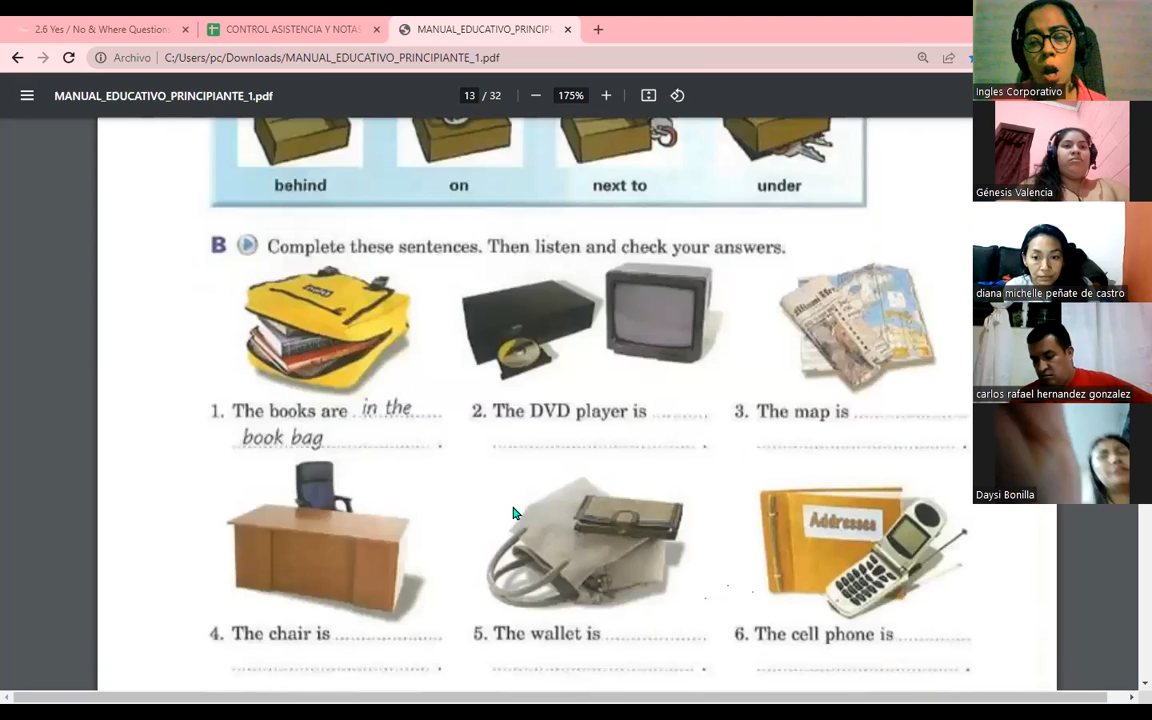 2.6 Yes / No & Where Questions
CONTROL ASISTENCIA Y NOTAS
MANUAL_EDUCATIVO_PRINCIPI
Archivo
C:/Users/pc/Downloads/MANUAL_EDUCATIVO_PRINCIPIANTE_1.pdf
MANUAL_EDUCATIVO_PRINCIPIANTE_1.pdf
13 / 32
175%
behind
on
next to
under
B Complete these sentences. Then listen and check your answers.
1. The books are in the
book bag.
2. The DVD player is
.
3. The map is
.
Addresses
4. The chair is
.
5. The wallet is
.
6. The cell phone is
.
Ingles Corporativo
Génesis Valencia
diana michelle peñate de castro
carlos rafael hernandez gonzalez
Daysi Bonilla